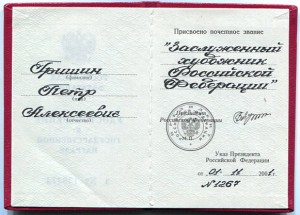 Гришин
(фамилия)
Петр
(имя)
Алексеевич
(отчество)
Присвоено почетное звание
"Заслуженный
художник
Российской
Федерации"
Президент
Российской Федерации
М.П.
Указ Президента
Российской Федерации
от 01. 11 2001 г.
№1267